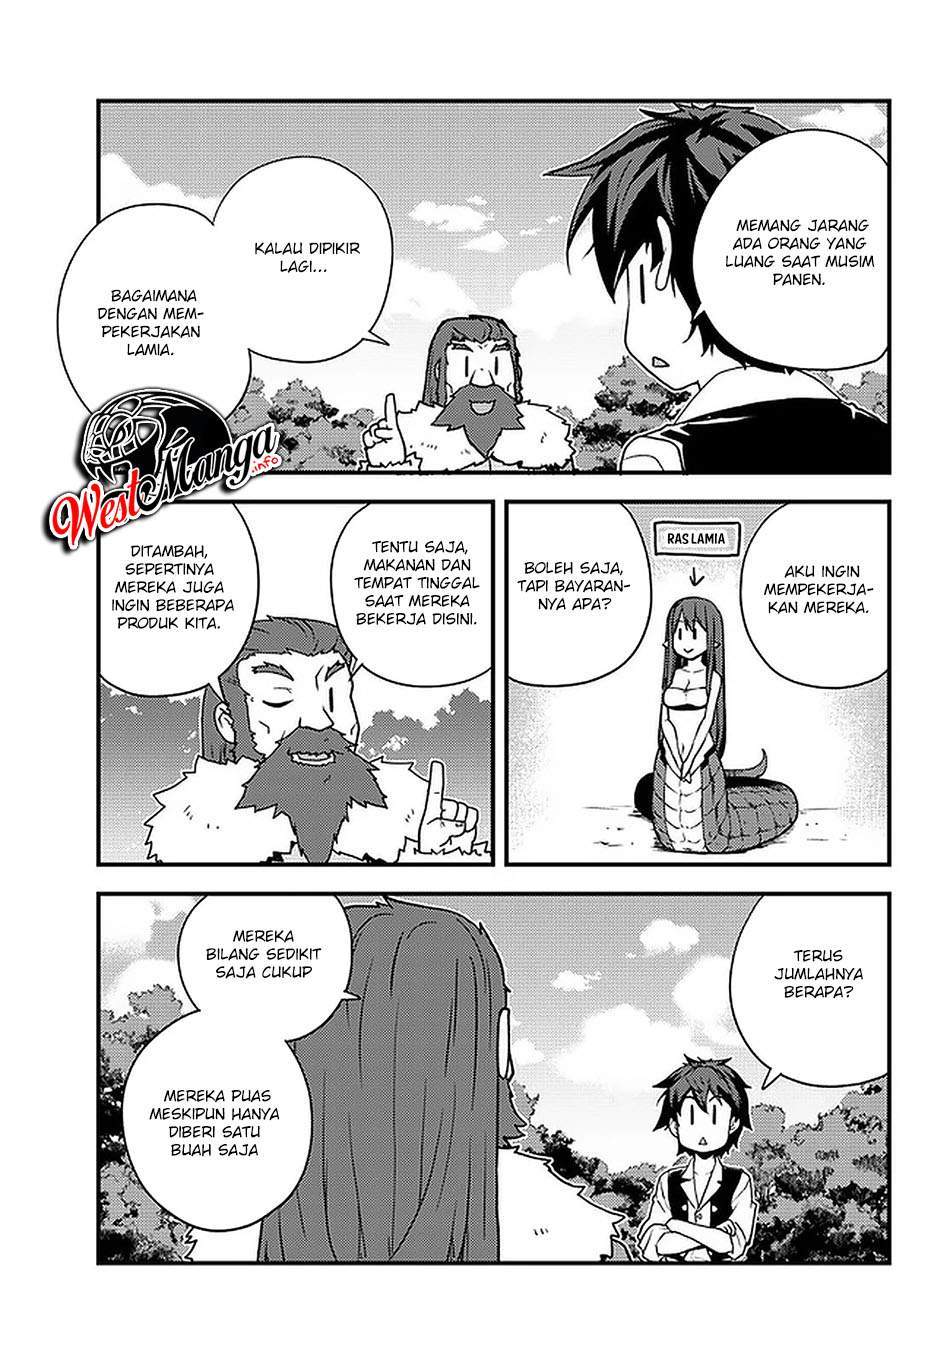 MEMANG JARANG
ADA ORANG YANG
LUANG SAAT MUSIM
PANEN.
KALAU DIPIKIR
LAGI...
BAGAIMANA
DENGAN MEM-
PEKERJAKAN
LAMIA.
WestManga.info
AKU INGIN
MEMPEKERJA-
KAN MEREKA.
RAS LAMIA
BOLEH SAJA,
TAPI BAYARAN-
NYA APA?
TENTU SAJA,
MAKANAN DAN
TEMPAT TINGGAL
SAAT MEREKA
BEKERJA DISINI.
DITAMBAH,
SEPERTINYA
MEREKA JUGA
INGIN BEBERAPA
PRODUK KITA.
TERUS
JUMLAHNYA
BERAPA?
MEREKA
BILANG SEDIKIT
SAJA CUKUP
MEREKA PUAS
MESKIPUN HANYA
DIBERI SATU
BUAH SAJA